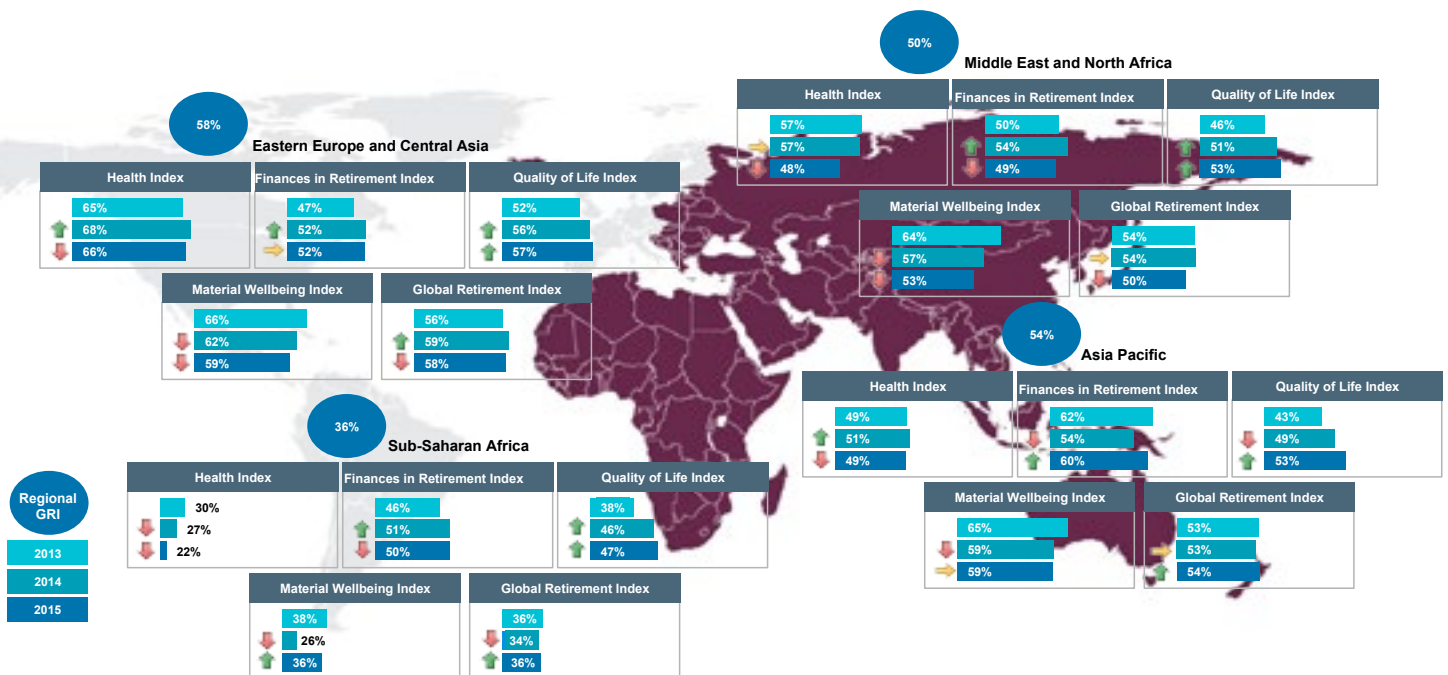 50%
Middle East and North Africa
Health Index
Finances in Retirement Index
Quality of Life Index
57%
57%
48%
50%
54%
49%
46%
51%
53%
Material Wellbeing Index
Global Retirement Index
64%
57%
53%
54%
54%
50%
58%
Eastern Europe and Central Asia
Health Index
Finances in Retirement Index
Quality of Life Index
65%
68%
66%
47%
52%
52%
52%
56%
57%
Material Wellbeing Index
Global Retirement Index
66%
62%
59%
56%
59%
58%
54%
Asia Pacific
Health Index
Finances in Retirement Index
Quality of Life Index
49%
51%
49%
62%
54%
60%
43%
49%
53%
Material Wellbeing Index
Global Retirement Index
65%
59%
59%
53%
53%
54%
36%
Sub-Saharan Africa
Health Index
Finances in Retirement Index
Quality of Life Index
30%
27%
22%
46%
51%
50%
38%
46%
47%
Material Wellbeing Index
Global Retirement Index
38%
26%
36%
36%
34%
36%
Regional
GRI
2013
2014
2015